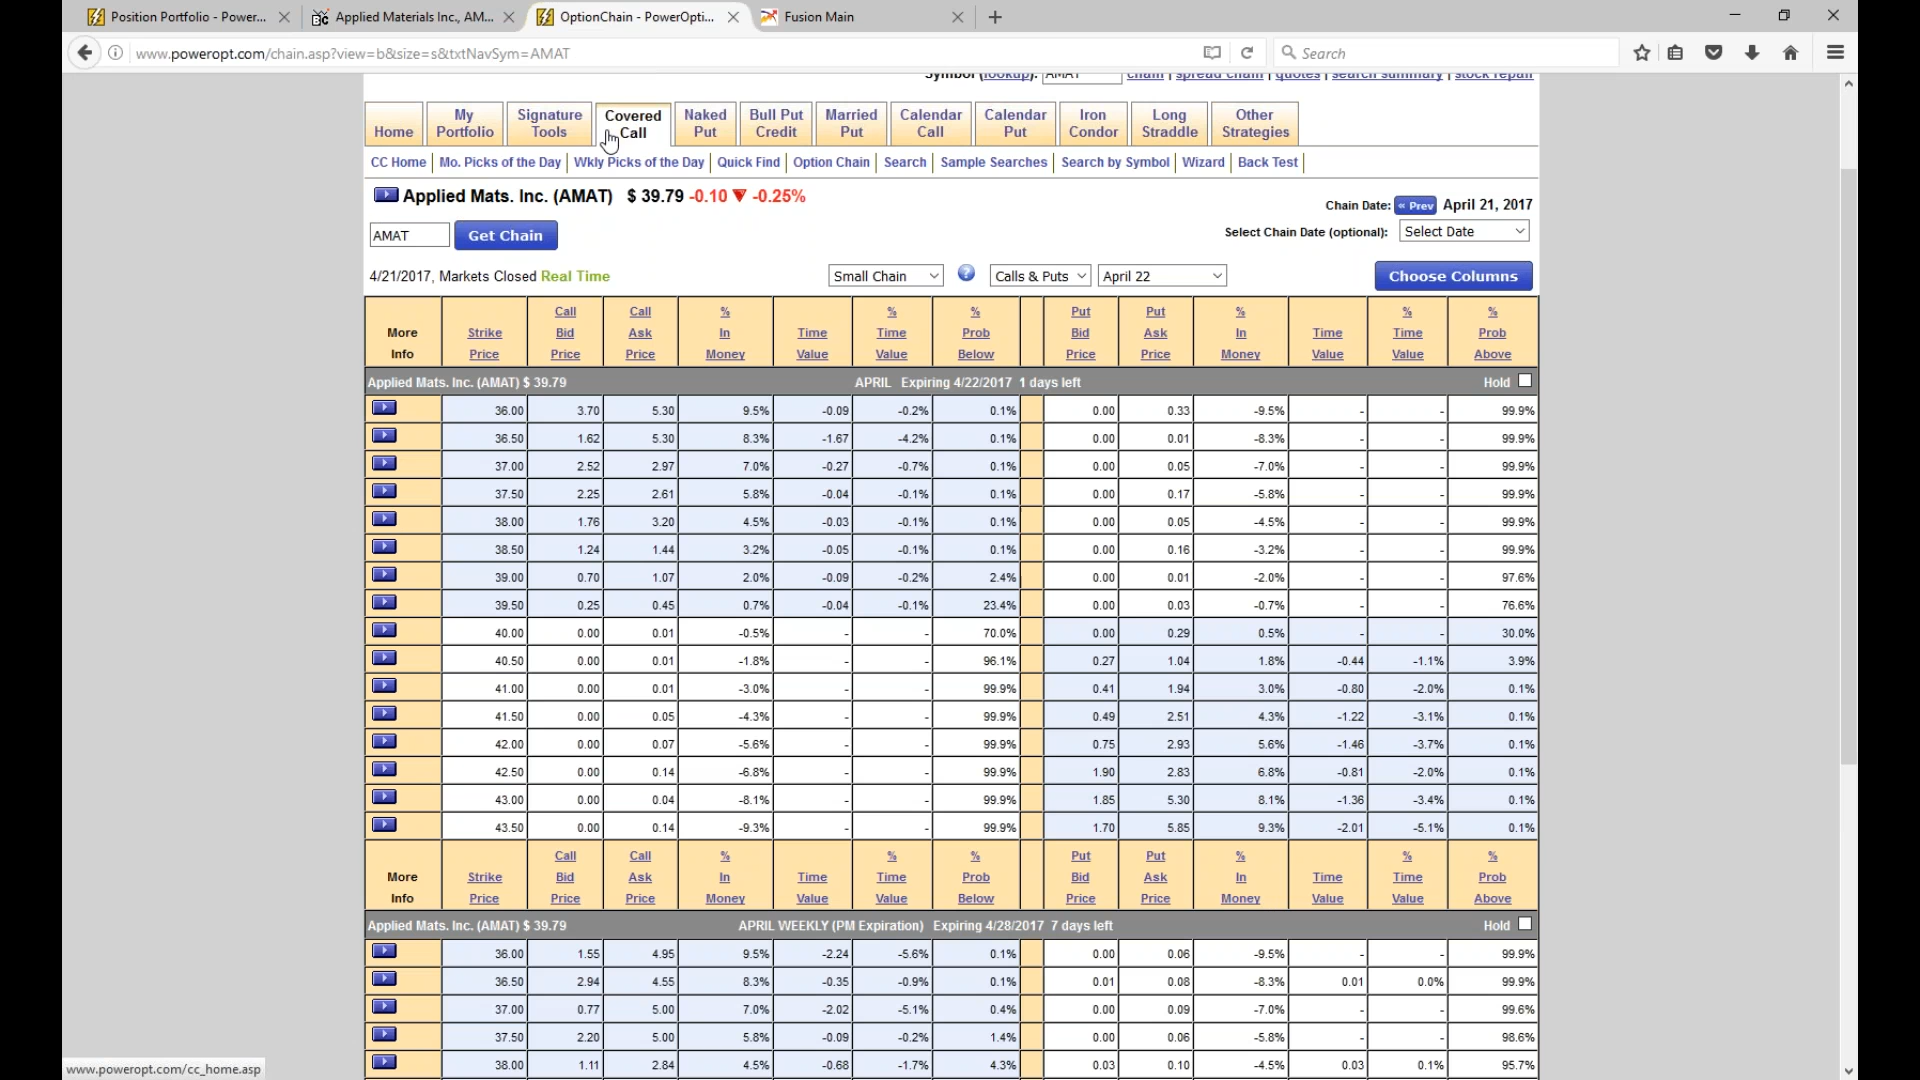 Position Portfolio - Power... Applied Materials Inc., AM... OptionChain - PowerOpti... Fusion Main
www.poweropt.com/chain.asp?view=b&size=s&txtNavSym=AMAT Search
Symbol (lookup): AMAT chain | spread chain | quotes | search summary | stock repair
Home My Portfolio Signature Tools Covered Call Naked Put Bull Put Credit Married Put Calendar Call Calendar Put Iron Condor Long Straddle Other Strategies
CC Home Mo. Picks of the Day Wkly Picks of the Day Quick Find Option Chain Search Sample Searches Search by Symbol Wizard Back Test
Applied Mats. Inc. (AMAT) $ 39.79 -0.10 ▼ -0.25%
Chain Date: « Prev April 21, 2017
AMAT Get Chain Select Chain Date (optional): Select Date
4/21/2017, Markets Closed Real Time Small Chain ? Calls & Puts April 22 Choose Columns
More Info Strike Price Call Bid Price Call Ask Price % In Money Time Value % Time Value % Prob Below Put Bid Price Put Ask Price % In Money Time Value % Time Value % Prob Above
Applied Mats. Inc. (AMAT) $ 39.79 APRIL Expiring 4/22/2017 1 days left Hold
36.00 3.70 5.30 9.5% -0.09 -0.2% 0.1% 0.00 0.33 -9.5% - - 99.9%
36.50 1.62 5.30 8.3% -1.67 -4.2% 0.1% 0.00 0.01 -8.3% - - 99.9%
37.00 2.52 2.97 7.0% -0.27 -0.7% 0.1% 0.00 0.05 -7.0% - - 99.9%
37.50 2.25 2.61 5.8% -0.04 -0.1% 0.1% 0.00 0.17 -5.8% - - 99.9%
38.00 1.76 3.20 4.5% -0.03 -0.1% 0.1% 0.00 0.05 -4.5% - - 99.9%
38.50 1.24 1.44 3.2% -0.05 -0.1% 0.1% 0.00 0.16 -3.2% - - 99.9%
39.00 0.70 1.07 2.0% -0.09 -0.2% 2.4% 0.00 0.01 -2.0% - - 97.6%
39.50 0.25 0.45 0.7% -0.04 -0.1% 23.4% 0.00 0.03 -0.7% - - 76.6%
40.00 0.00 0.01 -0.5% - - 70.0% 0.00 0.29 0.5% - - 30.0%
40.50 0.00 0.01 -1.8% - - 96.1% 0.27 1.04 1.8% -0.44 -1.1% 3.9%
41.00 0.00 0.01 -3.0% - - 99.9% 0.41 1.94 3.0% -0.80 -2.0% 0.1%
41.50 0.00 0.05 -4.3% - - 99.9% 0.49 2.51 4.3% -1.22 -3.1% 0.1%
42.00 0.00 0.07 -5.6% - - 99.9% 0.75 2.93 5.6% -1.46 -3.7% 0.1%
42.50 0.00 0.14 -6.8% - - 99.9% 1.90 2.83 6.8% -0.81 -2.0% 0.1%
43.00 0.00 0.04 -8.1% - - 99.9% 1.85 5.30 8.1% -1.36 -3.4% 0.1%
43.50 0.00 0.14 -9.3% - - 99.9% 1.70 5.85 9.3% -2.01 -5.1% 0.1%
More Info Strike Price Call Bid Price Call Ask Price % In Money Time Value % Time Value % Prob Below Put Bid Price Put Ask Price % In Money Time Value % Time Value % Prob Above
Applied Mats. Inc. (AMAT) $ 39.79 APRIL WEEKLY (PM Expiration) Expiring 4/28/2017 7 days left Hold
36.00 1.55 4.95 9.5% -2.24 -5.6% 0.1% 0.00 0.06 -9.5% - - 99.9%
36.50 2.94 4.55 8.3% -0.35 -0.9% 0.1% 0.01 0.08 -8.3% 0.01 0.0% 99.9%
37.00 0.77 5.00 7.0% -2.02 -5.1% 0.4% 0.00 0.09 -7.0% - - 99.6%
37.50 2.20 5.00 5.8% -0.09 -0.2% 1.4% 0.00 0.06 -5.8% - - 98.6%
38.00 1.11 2.84 4.5% -0.68 -1.7% 4.3% 0.03 0.10 -4.5% 0.03 0.1% 95.7%
www.poweropt.com/cc_home.asp